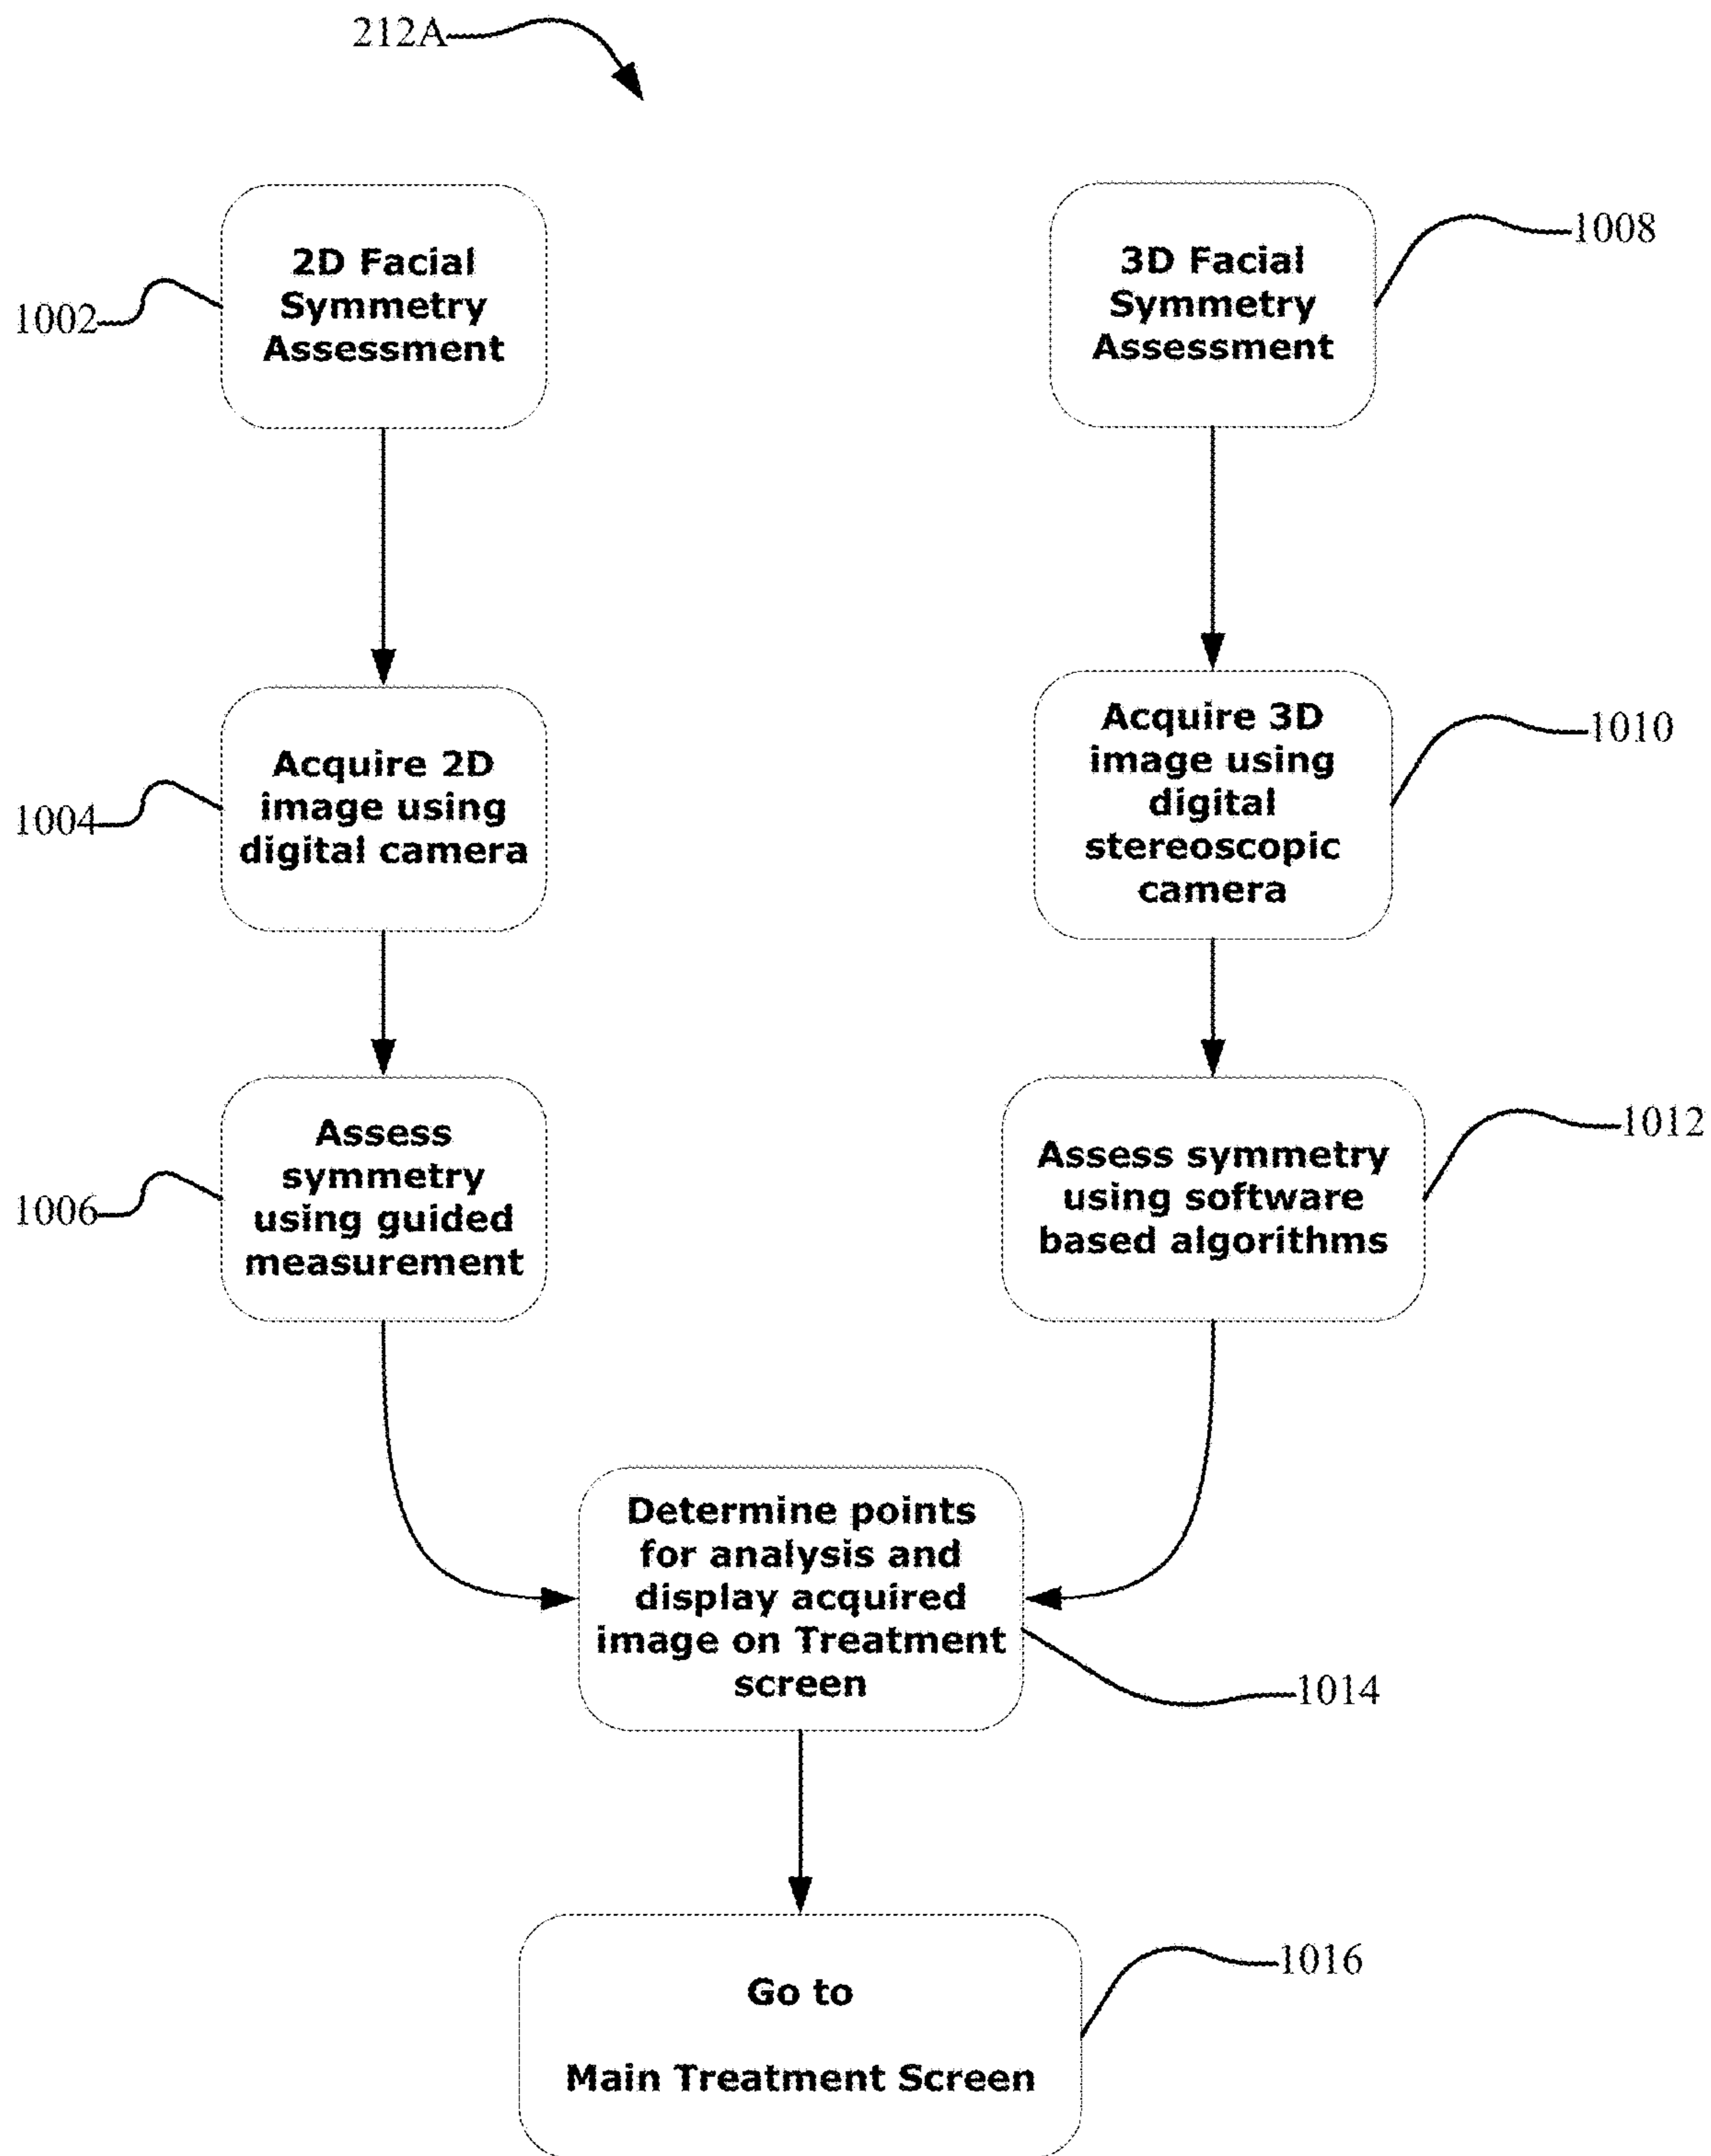 212A
2D Facial
Symmetry
Assessment
1002
3D Facial
Symmetry
Assessment
1008
Acquire 2D
image using
digital camera
1004
Acquire 3D
image using
digital
stereoscopic
camera
1010
Assess
symmetry
using guided
measurement
1006
Assess symmetry
using software
based algorithms
1012
Determine points
for analysis and
display acquired
image on Treatment
screen
1014
Go to
Main Treatment Screen
1016